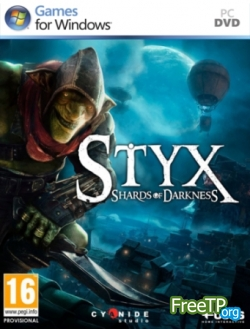 Games
for Windows
PC
DVD
STYX
SHARDS OF DARKNESS
16
www.pegi.info
PROVISIONAL
CYANIDE
studio
FreeTP.org